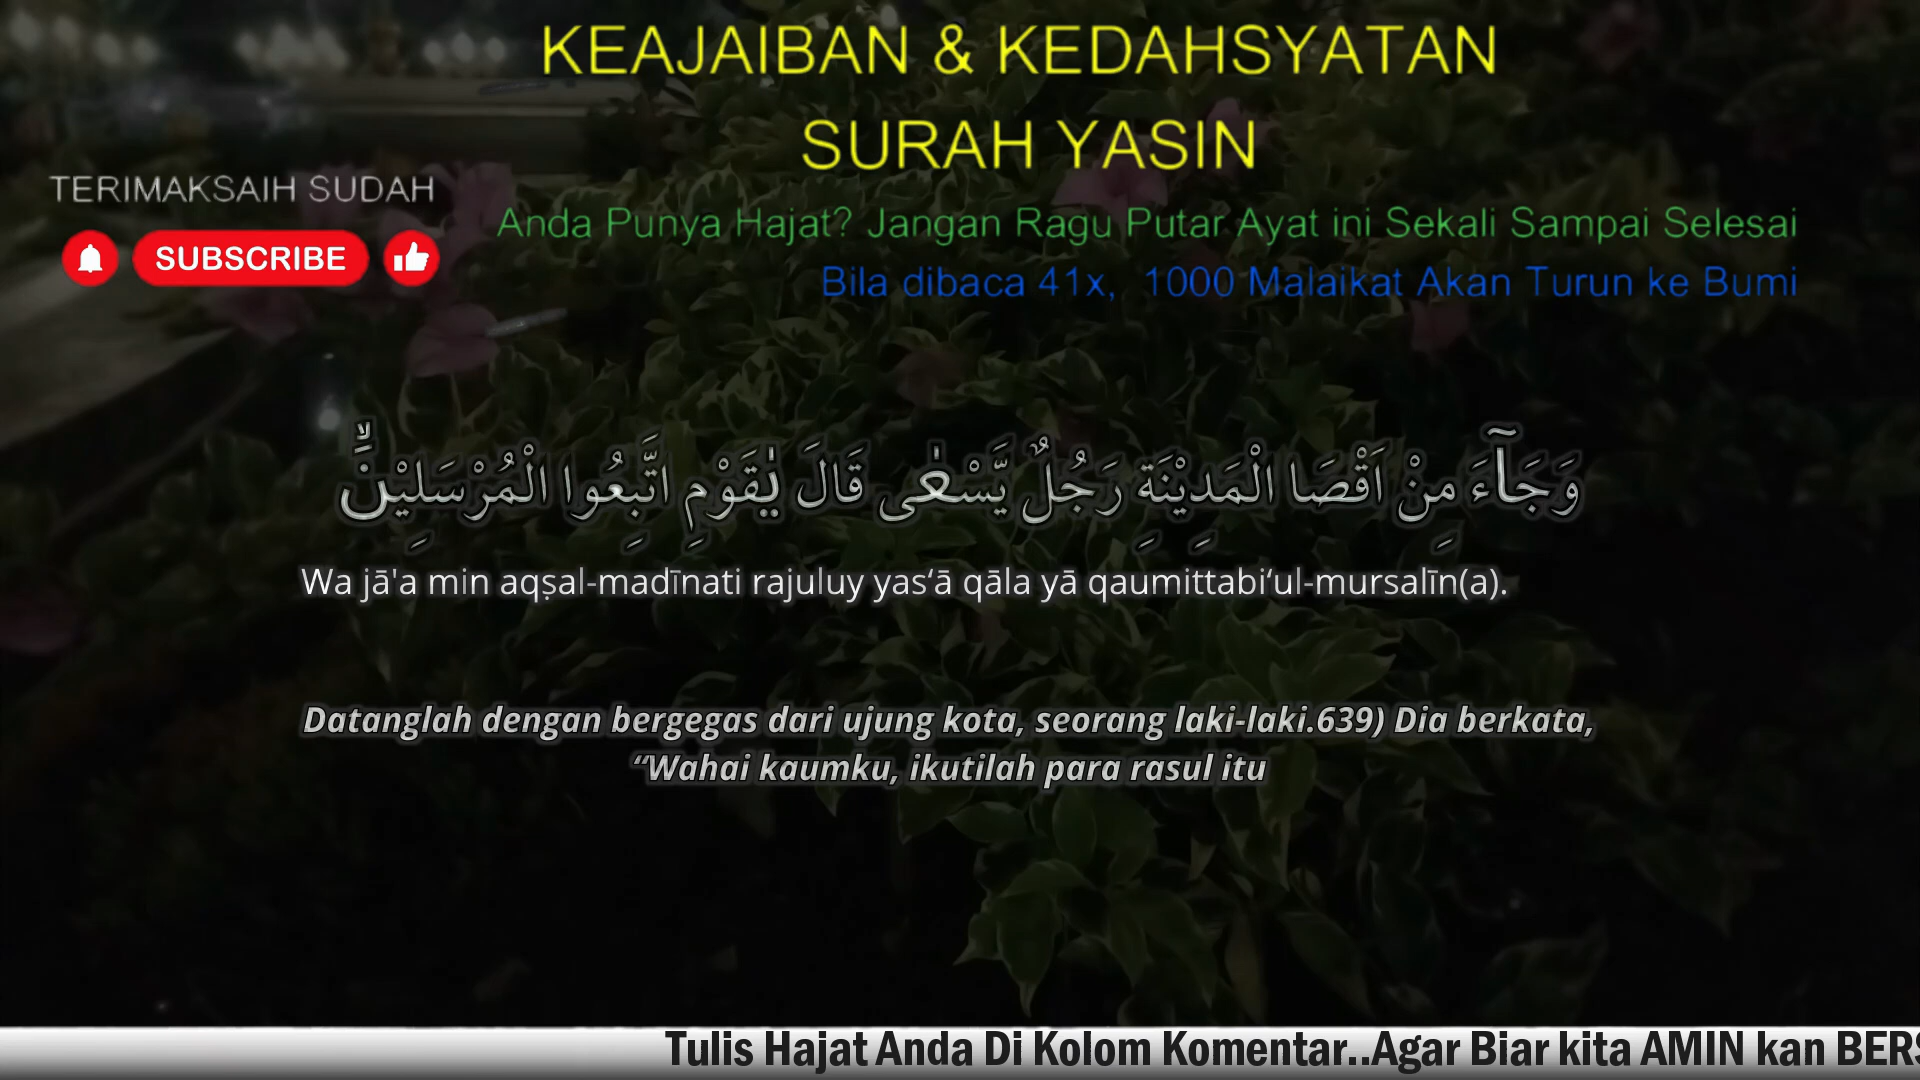 KEAJAIBAN & KEDAHSYATAN
SURAH YASIN
TERIMAKSAIH SUDAH
SUBSCRIBE
Anda Punya Hajat? Jangan Ragu Putar Ayat ini Sekali Sampai Selesai
Bila dibaca 41x, 1000 Malaikat Akan Turun ke Bumi
وَجَاۤءَ مِنْ اَقْصَا الْمَدِيْنَةِ رَجُلٌ يَّسْعٰى قَالَ يٰقَوْمِ اتَّبِعُوا الْمُرْسَلِيْنَۙ
Wa jā'a min aqṣal-madīnati rajuluy yas‘ā qāla yā qaumittabi‘ul-mursalīn(a).
Datanglah dengan bergegas dari ujung kota, seorang laki-laki.639) Dia berkata,
“Wahai kaumku, ikutilah para rasul itu
Tulis Hajat Anda Di Kolom Komentar..Agar Biar kita AMIN kan BERS